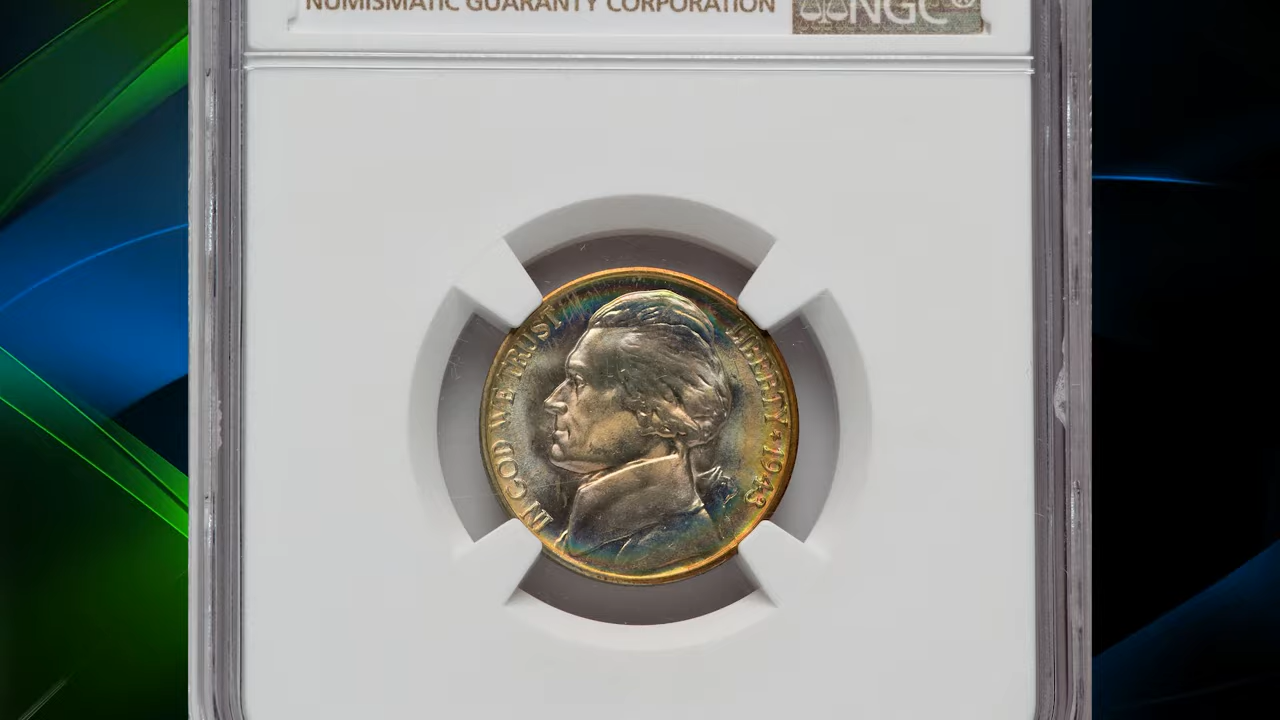 NUMISMATIC GUARANTY CORPORATION
NGC
IN GOD WE TRUST
LIBERTY ★ 1943